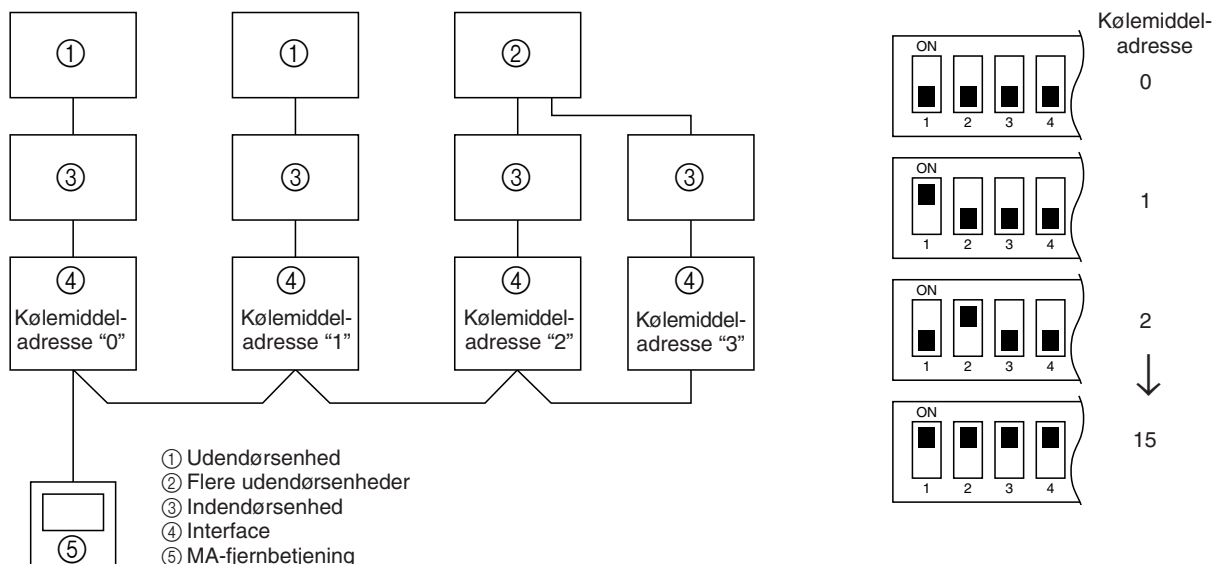 ① ① ②
③ ③ ③ ③
④ ④ ④ ④
Kølemiddel-
adresse “0”
Kølemiddel-
adresse “1”
Kølemiddel-
adresse “2”
Kølemiddel-
adresse “3”
⑤
① Udendørsenhed
② Flere udendørsenheder
③ Indendørsenhed
④ Interface
⑤ MA-fjernbetjening
Kølemiddel-
adresse
ON
0
1 2 3 4
ON
1
1 2 3 4
ON
2
1 2 3 4
ON
15
1 2 3 4